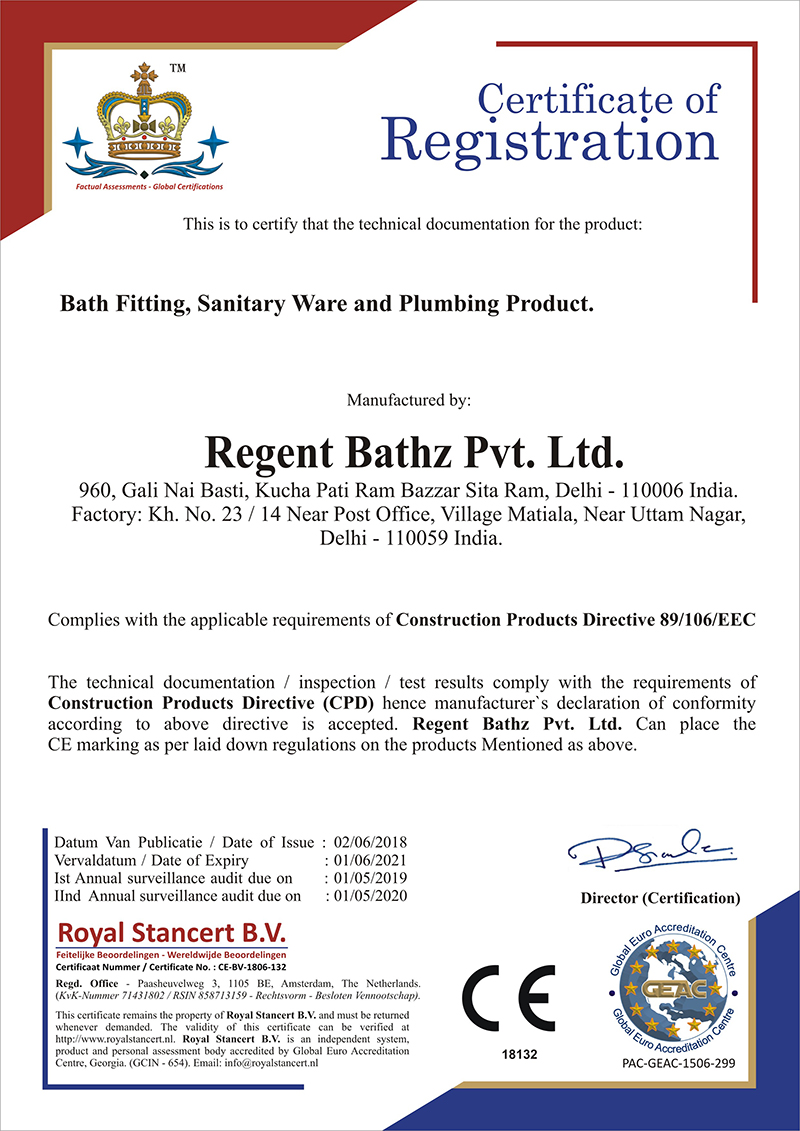 TM
Factual Assessments - Global Certifications
Certificate of
Registration
This is to certify that the technical documentation for the product:
Bath Fitting, Sanitary Ware and Plumbing Product.
Manufactured by:
Regent Bathz Pvt. Ltd.
960, Gali Nai Basti, Kucha Pati Ram Bazzar Sita Ram, Delhi - 110006 India.
Factory: Kh. No. 23 / 14 Near Post Office, Village Matiala, Near Uttam Nagar,
Delhi - 110059 India.
Complies with the applicable requirements of Construction Products Directive 89/106/EEC
The technical documentation / inspection / test results comply with the requirements of
Construction Products Directive (CPD) hence manufacturer`s declaration of conformity
according to above directive is accepted. Regent Bathz Pvt. Ltd. Can place the
CE marking as per laid down regulations on the products Mentioned as above.
Datum Van Publicatie / Date of Issue : 02/06/2018
Vervaldatum / Date of Expiry : 01/06/2021
Ist Annual surveillance audit due on : 01/05/2019
IInd Annual surveillance audit due on : 01/05/2020
Director (Certification)
Royal Stancert B.V.
Feitelijke Beoordelingen - Wereldwijde Beoordelingen
Certificaat Nummer / Certificate No. : CE-BV-1806-132
Regd. Office - Paasheuvelweg 3, 1105 BE, Amsterdam, The Netherlands.
(KvK-Nummer 71431802 / RSIN 858713159 - Rechtsvorm - Besloten Vennootschap).
This certificate remains the property of Royal Stancert B.V. and must be returned
whenever demanded. The validity of this certificate can be verified at
http://www.royalstancert.nl. Royal Stancert B.V. is an independent system,
product and personal assessment body accredited by Global Euro Accreditation
Centre, Georgia. (GCIN - 654). Email: info@royalstancert.nl
CE
18132
Global Euro Accreditation Centre
GEAC
Global Euro Accreditation Centre
PAC-GEAC-1506-299